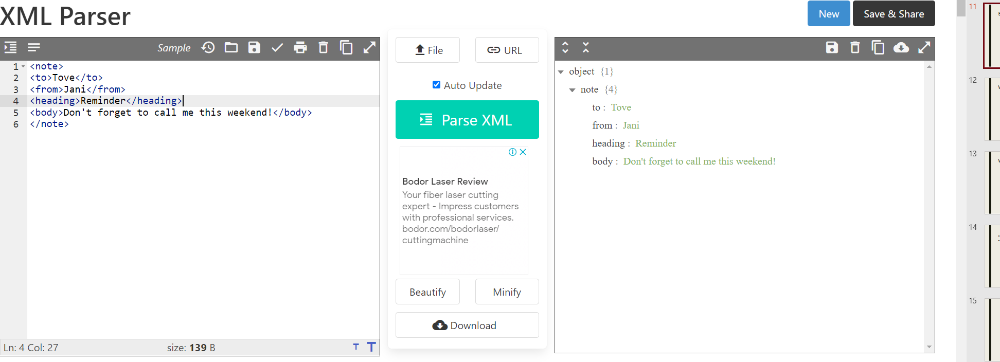 XML Parser
New
Save & Share
Sample
1 <note>
2 <to>Tove</to>
3 <from>Jani</from>
4 <heading>Reminder</heading>
5 <body>Don't forget to call me this weekend!</body>
6 </note>
Ln: 4 Col: 27
size: 139 B
T T
File
URL
Auto Update
Parse XML
Bodor Laser Review
Your fiber laser cutting
expert - Impress customers
with professional services.
bodor.com/bodorlaser/
cuttingmachine
Beautify
Minify
Download
object {1}
note {4}
to : Tove
from : Jani
heading : Reminder
body : Don't forget to call me this weekend!
11
12
13
14
15